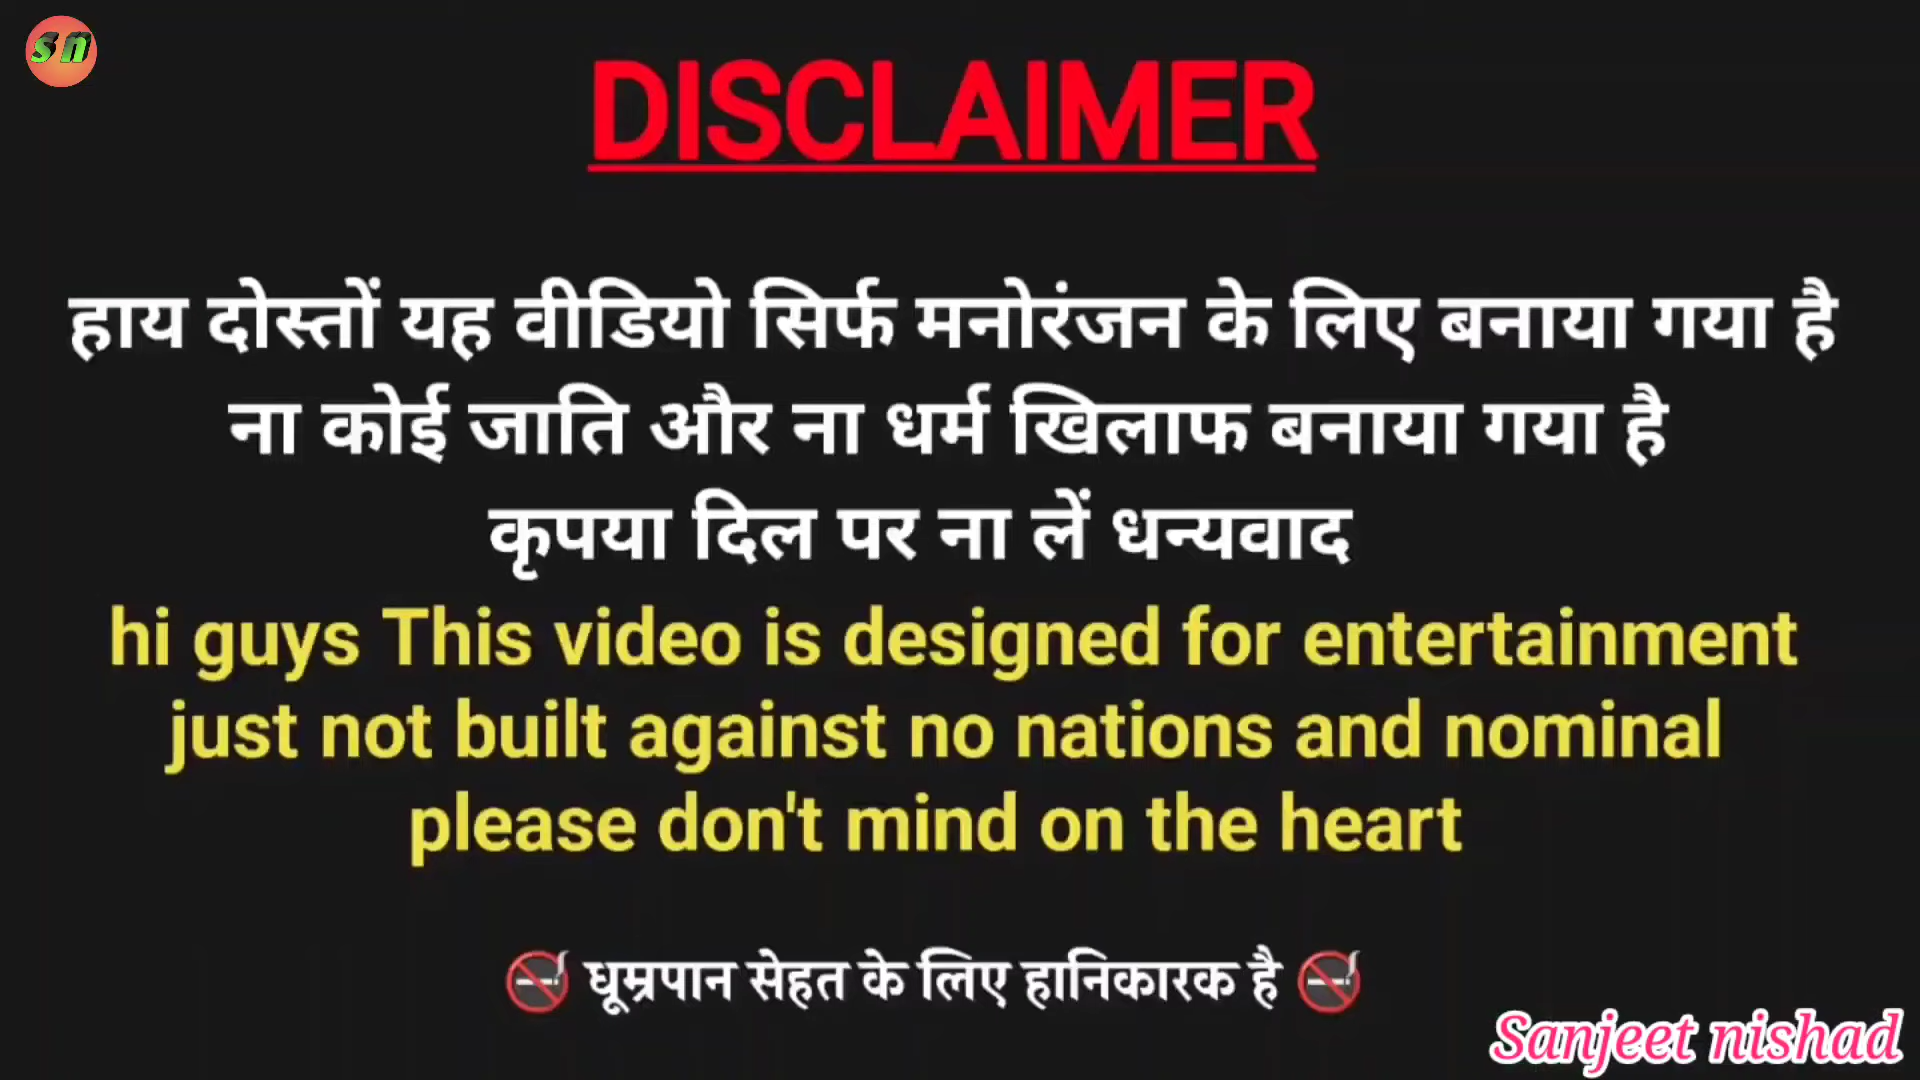 sn
DISCLAIMER
हाय दोस्तों यह वीडियो सिर्फ मनोरंजन के लिए बनाया गया है
ना कोई जाति और ना धर्म खिलाफ बनाया गया है
कृपया दिल पर ना लें धन्यवाद
hi guys This video is designed for entertainment
just not built against no nations and nominal
please don't mind on the heart
🚭 धूम्रपान सेहत के लिए हानिकारक है 🚭
Sanjeet nishad